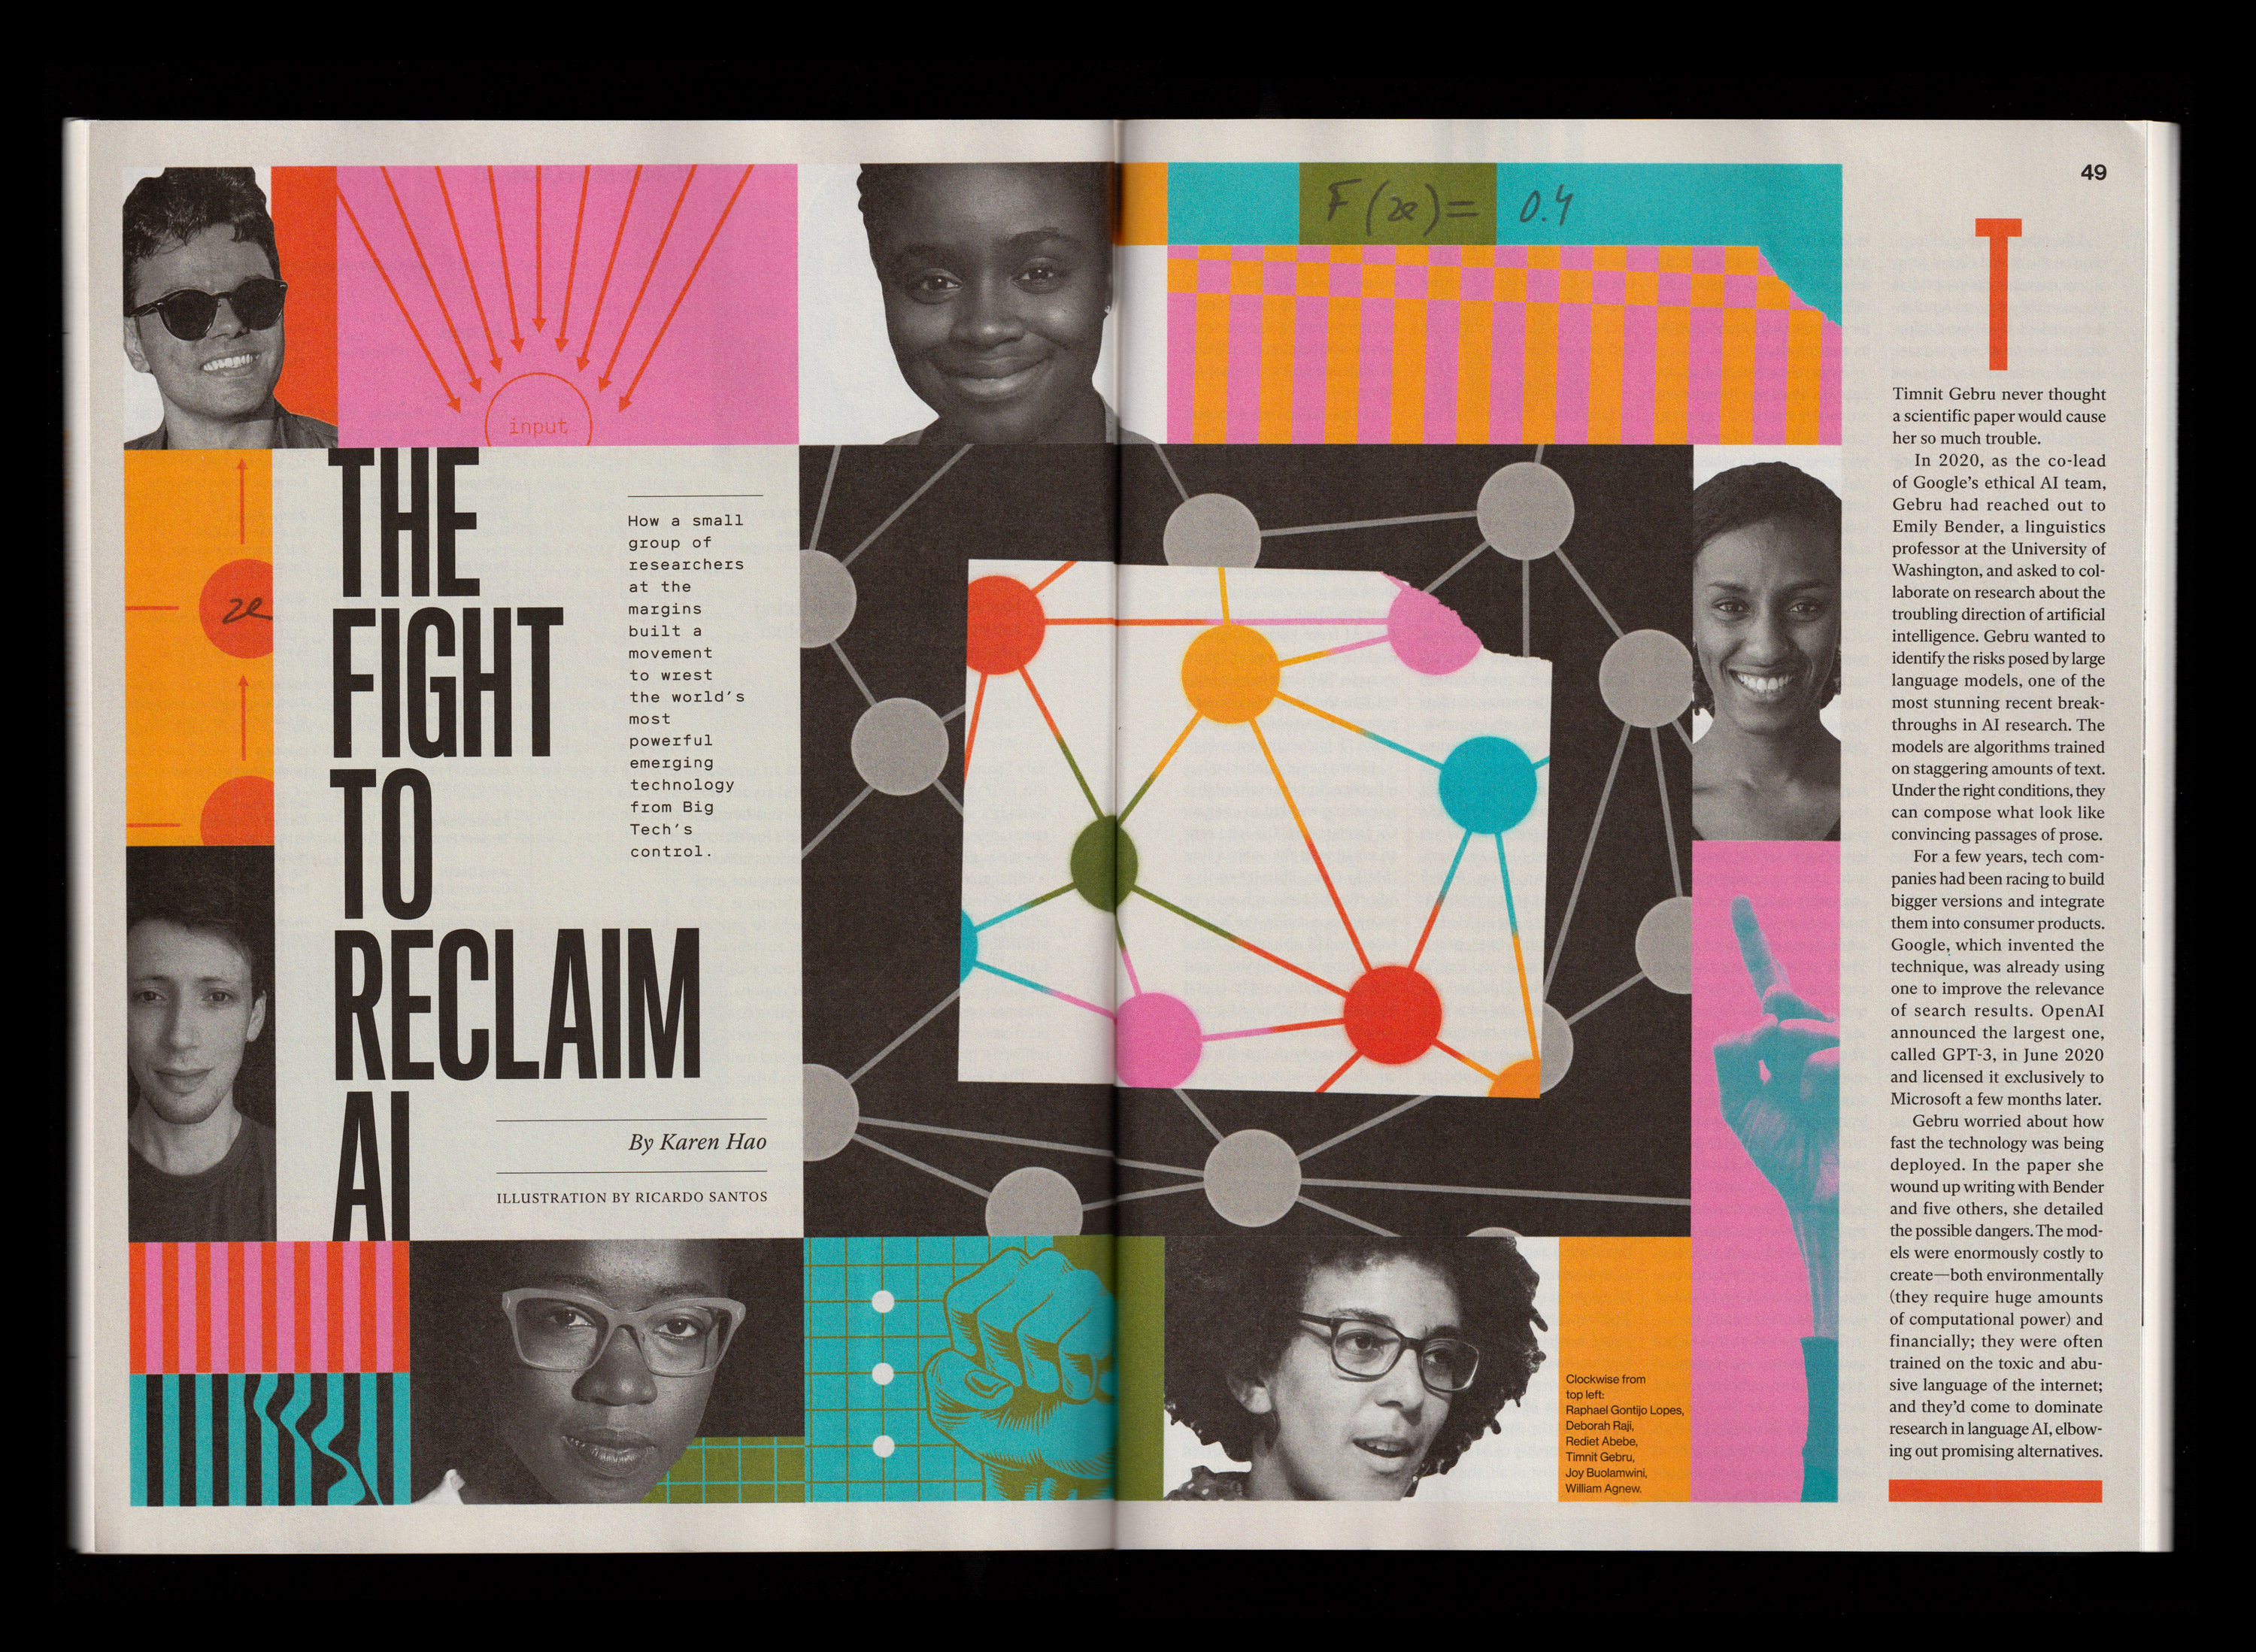 49
F(x)= 0.4
input
x
THE
FIGHT
TO
RECLAIM
AI
How a small
group of
researchers
at the
margins
built a
movement
to wrest
the world's
most
powerful
emerging
technology
from Big
Tech's
control.
By Karen Hao
ILLUSTRATION BY RICARDO SANTOS
Clockwise from
top left:
Raphael Gontijo Lopes,
Deborah Raji,
Rediet Abebe,
Timnit Gebru,
Joy Buolamwini,
William Agnew.
T
Timnit Gebru never thought
a scientific paper would cause
her so much trouble.
In 2020, as the co-lead
of Google's ethical AI team,
Gebru had reached out to
Emily Bender, a linguistics
professor at the University of
Washington, and asked to col-
laborate on research about the
troubling direction of artificial
intelligence. Gebru wanted to
identify the risks posed by large
language models, one of the
most stunning recent break-
throughs in AI research. The
models are algorithms trained
on staggering amounts of text.
Under the right conditions, they
can compose what look like
convincing passages of prose.
For a few years, tech com-
panies had been racing to build
bigger versions and integrate
them into consumer products.
Google, which invented the
technique, was already using
one to improve the relevance
of search results. OpenAI
announced the largest one,
called GPT-3, in June 2020
and licensed it exclusively to
Microsoft a few months later.
Gebru worried about how
fast the technology was being
deployed. In the paper she
wound up writing with Bender
and five others, she detailed
the possible dangers. The mod-
els were enormously costly to
create—both environmentally
(they require huge amounts
of computational power) and
financially; they were often
trained on the toxic and abu-
sive language of the internet;
and they'd come to dominate
research in language AI, elbow-
ing out promising alternatives.